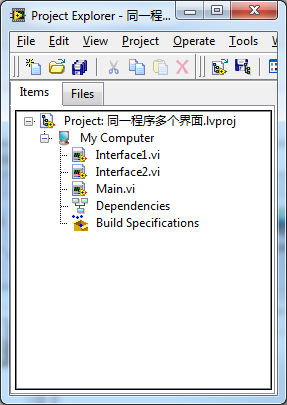 Project Explorer - 同一程...
File Edit View Project Operate Tools
Items Files
Project: 同一程序多个界面.lvproj
My Computer
Interface1.vi
Interface2.vi
Main.vi
Dependencies
Build Specifications